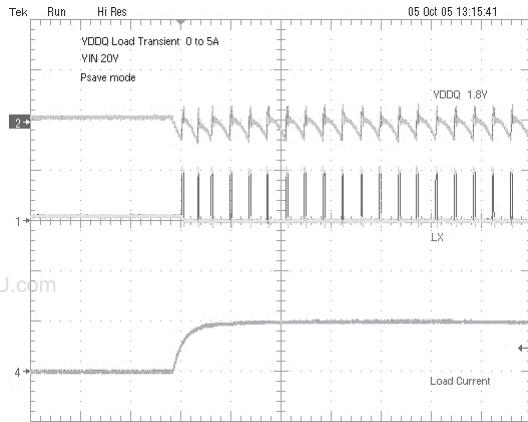 Tek Run Hi Res 05 Oct 05 13:15:41
VDDQ Load Transient 0 to 5A
VIN 20V
Psave mode
VDDQ 1.8V
2
1
LX
J.com
4
Load Current